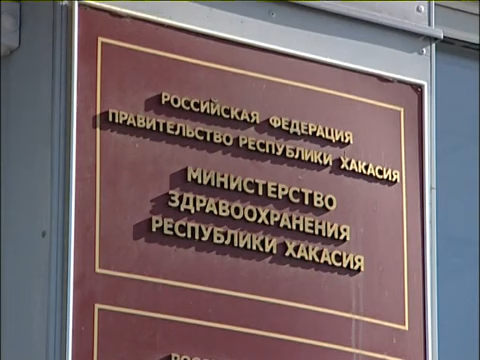 РОССИЙСКАЯ ФЕДЕРАЦИЯ
ПРАВИТЕЛЬСТВО РЕСПУБЛИКИ ХАКАСИЯ
МИНИСТЕРСТВО
ЗДРАВООХРАНЕНИЯ
РЕСПУБЛИКИ ХАКАСИЯ